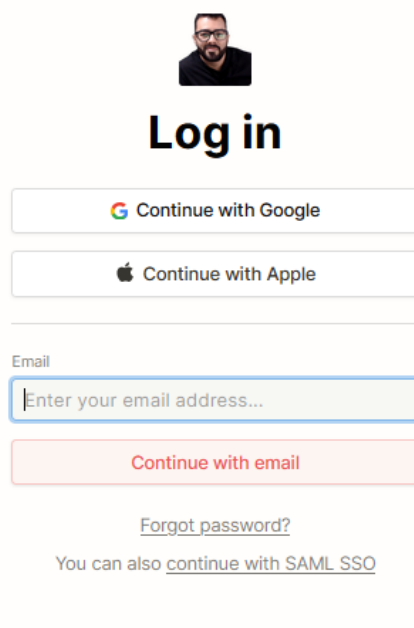 Log in
Continue with Google
Continue with Apple
Email
Enter your email address...
Continue with email
Forgot password?
You can also continue with SAML SSO